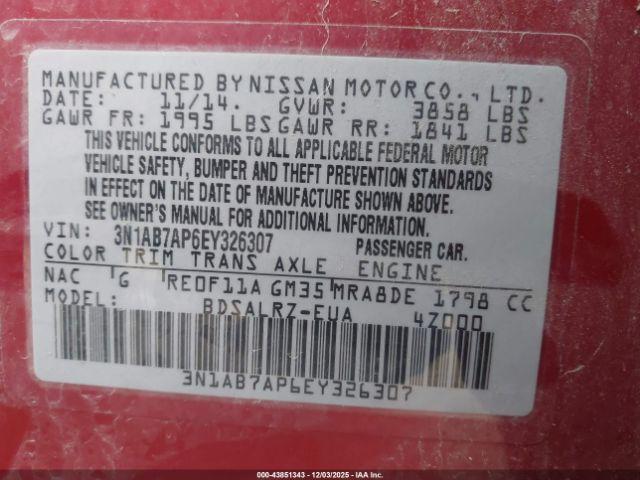 MANUFACTURED BY NISSAN MOTOR CO., LTD.
DATE: 11/14. GVWR: 3858 LBS
GAWR FR: 1995 LBS GAWR RR: 1841 LBS
THIS VEHICLE CONFORMS TO ALL APPLICABLE FEDERAL MOTOR
VEHICLE SAFETY, BUMPER AND THEFT PREVENTION STANDARDS
IN EFFECT ON THE DATE OF MANUFACTURE SHOWN ABOVE.
SEE OWNER'S MANUAL FOR ADDITIONAL INFORMATION.
VIN: 3N1AB7AP6EY326307 PASSENGER CAR.
COLOR TRIM TRANS AXLE ENGINE
NAC G RE0F11A GM35 MRA8DE 1798 CC
MODEL: BDSALRZ-EUA 4Z000
3N1AB7AP6EY326307
000-43851343 | 12/03/2025 | IAA Inc.